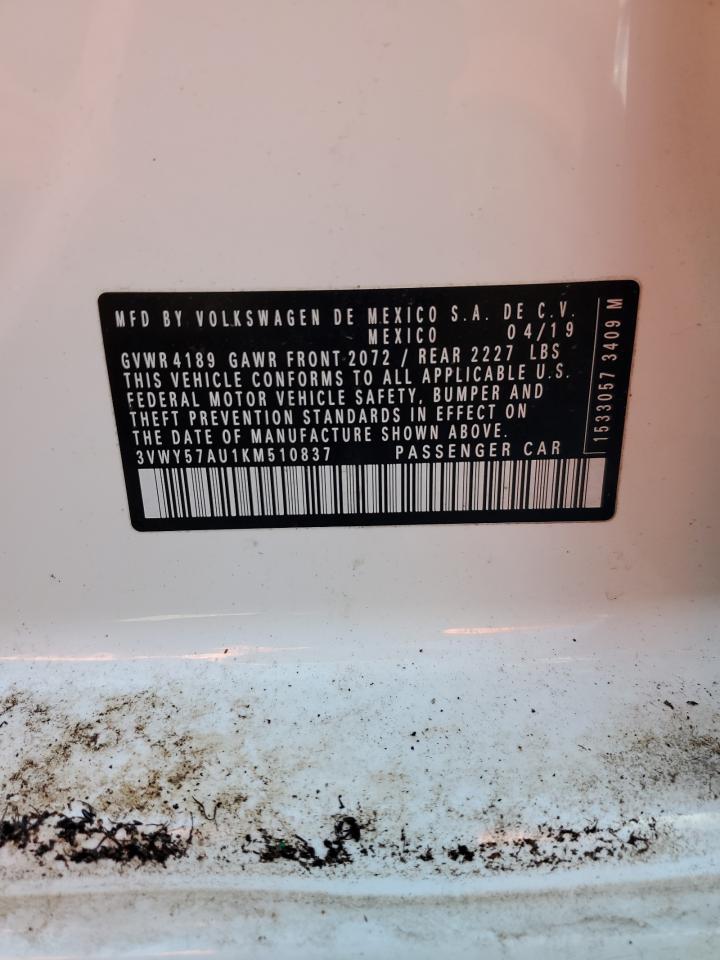 MFD BY VOLKSWAGEN DE MEXICO S.A. DE C.V.
MEXICO 04/19
GVWR 4189 GAWR FRONT 2072 / REAR 2227 LBS
THIS VEHICLE CONFORMS TO ALL APPLICABLE U.S.
FEDERAL MOTOR VEHICLE SAFETY, BUMPER AND
THEFT PREVENTION STANDARDS IN EFFECT ON
THE DATE OF MANUFACTURE SHOWN ABOVE.
3VWY57AU1KM510837 PASSENGER CAR
1533057 3409 M